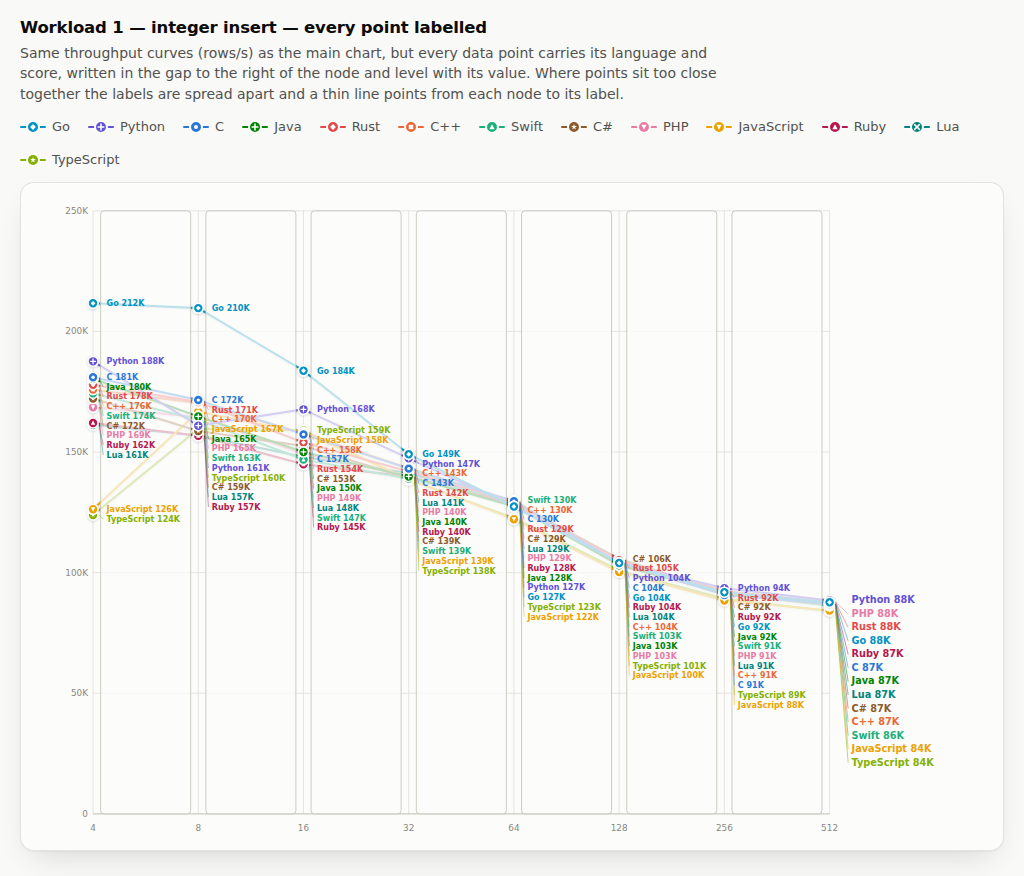 Workload 1 — integer insert — every point labelled
Same throughput curves (rows/s) as the main chart, but every data point carries its language and
score, written in the gap to the right of the node and level with its value. Where points sit too close
together the labels are spread apart and a thin line points from each node to its label.
Go Python C Java Rust C++ Swift C# PHP JavaScript Ruby Lua
TypeScript
250K
200K
150K
100K
50K
0
Go 212K
Python 188K
C 181K
Java 180K
Rust 178K
C++ 176K
Swift 174K
C# 172K
PHP 169K
Ruby 162K
Lua 161K
JavaScript 126K
TypeScript 124K
Go 210K
C 172K
Rust 171K
C++ 170K
JavaScript 167K
Java 165K
PHP 165K
Swift 163K
Python 161K
TypeScript 160K
C# 159K
Lua 157K
Ruby 157K
Go 184K
Python 168K
TypeScript 159K
JavaScript 158K
C++ 158K
C 157K
Rust 154K
C# 153K
Java 150K
PHP 149K
Lua 148K
Swift 147K
Ruby 145K
Go 149K
Python 147K
C++ 143K
C 143K
Rust 142K
Lua 141K
PHP 140K
Java 140K
Ruby 140K
C# 139K
Swift 139K
JavaScript 139K
TypeScript 138K
Swift 130K
C++ 130K
C 130K
Rust 129K
C# 129K
Lua 129K
PHP 129K
Ruby 128K
Java 128K
Python 127K
Go 127K
TypeScript 123K
JavaScript 122K
C# 106K
Rust 105K
Python 104K
C 104K
Go 104K
Ruby 104K
Lua 104K
C++ 104K
Swift 103K
Java 103K
PHP 103K
TypeScript 101K
JavaScript 100K
Python 94K
Rust 92K
C# 92K
Ruby 92K
Go 92K
Java 92K
Swift 91K
PHP 91K
Lua 91K
C++ 91K
C 91K
TypeScript 89K
JavaScript 88K
Python 88K
PHP 88K
Rust 88K
Go 88K
Ruby 87K
C 87K
Java 87K
Lua 87K
C# 87K
C++ 87K
Swift 86K
JavaScript 84K
TypeScript 84K
4 8 16 32 64 128 256 512